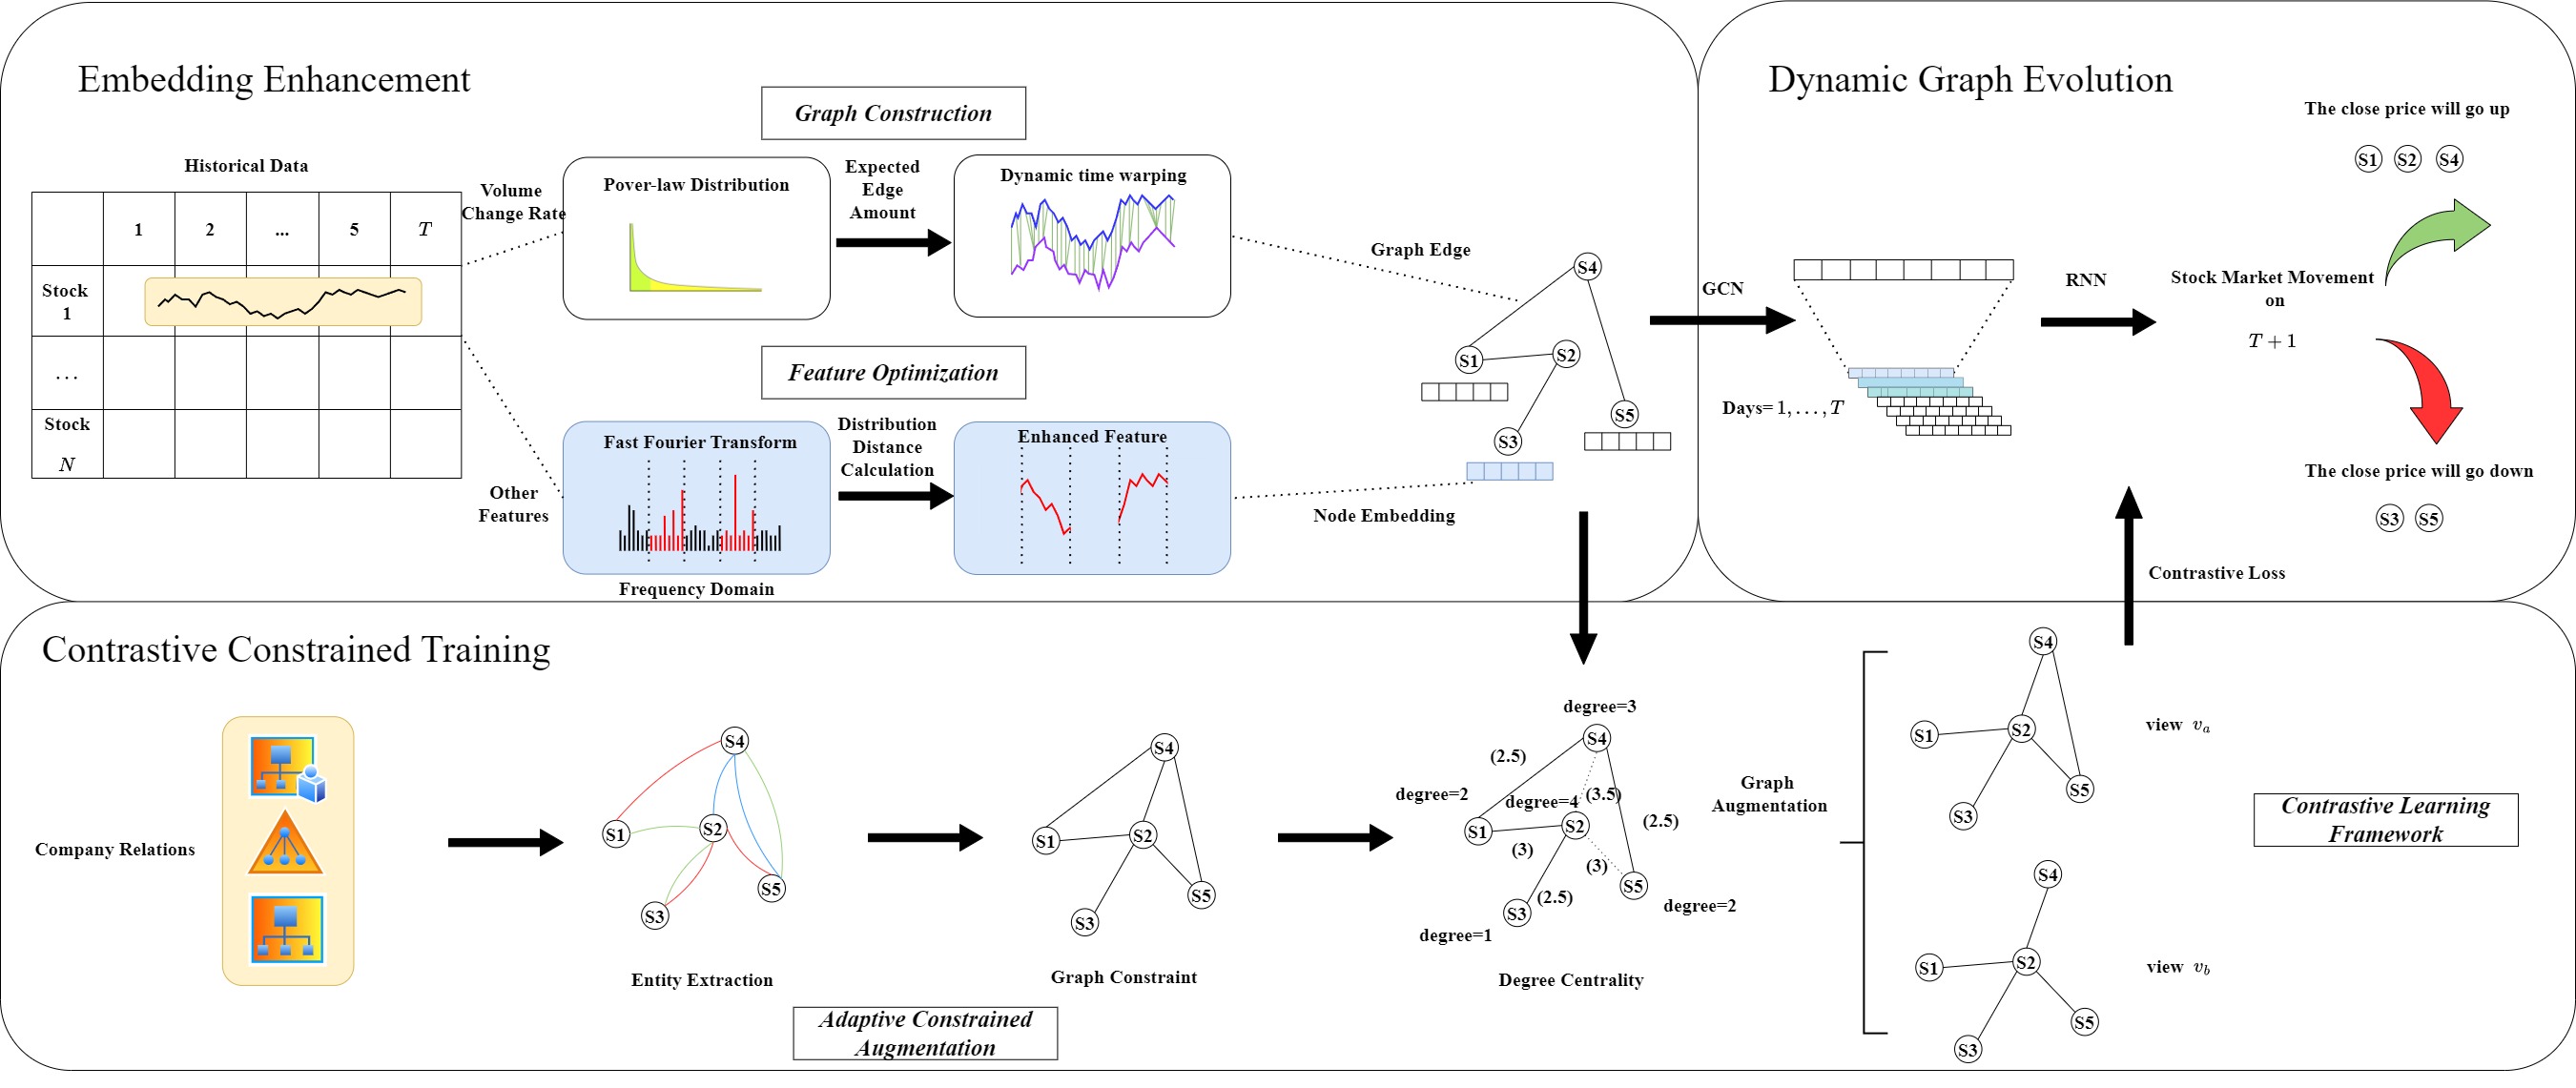 Embedding Enhancement
Graph Construction
Historical Data
1 2 ... 5 T
Stock
1
...
Stock
N
Volume
Change Rate
Pover-law Distribution
Expected
Edge
Amount
Dynamic time warping
Feature Optimization
Other
Features
Fast Fourier Transform
Frequency Domain
Distribution
Distance
Calculation
Enhanced Feature
Graph Edge
Node Embedding
S4
S1
S2
S5
S3
Dynamic Graph Evolution
GCN
Days= 1, . . . , T
RNN
Stock Market Movement
on
T + 1
The close price will go up
S1 S2 S4
The close price will go down
S3 S5
Contrastive Loss
Contrastive Constrained Training
Company Relations
S4
S1
S2
S5
S3
Entity Extraction
S4
S1
S2
S5
S3
Graph Constraint
Adaptive Constrained
Augmentation
degree=3
S4
(2.5)
degree=2
degree=4
(3.5)
(2.5)
S1
S2
(3)
(3)
S5
(2.5)
S3
degree=2
degree=1
Degree Centrality
Graph
Augmentation
S4
S1
S2
S5
S3
view va
S4
S1
S2
S5
S3
view vb
Contrastive Learning
Framework